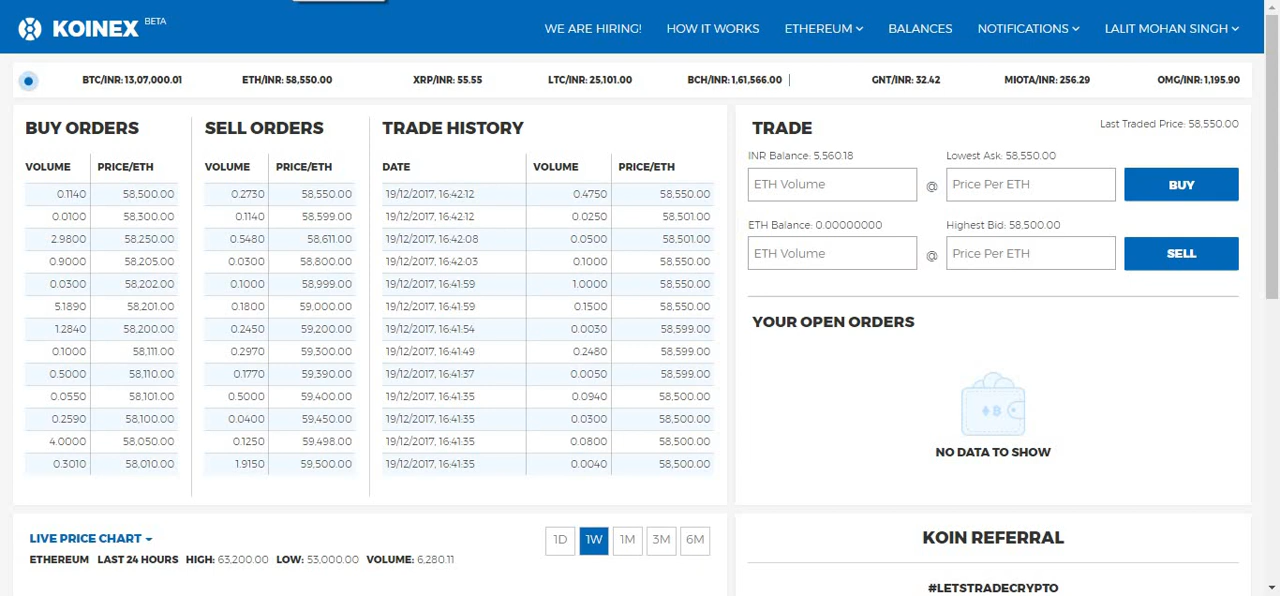 KOINEX BETA
WE ARE HIRING! HOW IT WORKS ETHEREUM BALANCES NOTIFICATIONS LALIT MOHAN SINGH
BTC/INR: 13,07,000.01 ETH/INR: 58,550.00 XRP/INR: 55.55 LTC/INR: 25,101.00 BCH/INR: 1,61,566.00 GNT/INR: 32.42 MIOTA/INR: 256.29 OMG/INR: 1,195.90
BUY ORDERS
VOLUME PRICE/ETH
0.1140 58,500.00
0.0100 58,300.00
2.9800 58,250.00
0.9000 58,205.00
0.0300 58,202.00
5.1890 58,201.00
1.2840 58,200.00
0.1000 58,111.00
0.5000 58,110.00
0.0550 58,101.00
0.2590 58,100.00
4.0000 58,050.00
0.3010 58,010.00
SELL ORDERS
VOLUME PRICE/ETH
0.2730 58,550.00
0.1140 58,599.00
0.5480 58,611.00
0.0300 58,800.00
0.1000 58,999.00
0.1800 59,000.00
0.2450 59,200.00
0.2970 59,300.00
0.1770 59,390.00
0.5000 59,400.00
0.0400 59,450.00
0.1250 59,498.00
1.9150 59,500.00
TRADE HISTORY
DATE VOLUME PRICE/ETH
19/12/2017, 16:42:12 0.4750 58,550.00
19/12/2017, 16:42:12 0.0250 58,501.00
19/12/2017, 16:42:08 0.0500 58,501.00
19/12/2017, 16:42:03 0.1000 58,550.00
19/12/2017, 16:41:59 1.0000 58,550.00
19/12/2017, 16:41:59 0.1500 58,550.00
19/12/2017, 16:41:54 0.0030 58,599.00
19/12/2017, 16:41:49 0.2480 58,599.00
19/12/2017, 16:41:37 0.0050 58,599.00
19/12/2017, 16:41:35 0.0940 58,500.00
19/12/2017, 16:41:35 0.0300 58,500.00
19/12/2017, 16:41:35 0.0800 58,500.00
19/12/2017, 16:41:35 0.0040 58,500.00
TRADE
Last Traded Price: 58,550.00
INR Balance: 5,560.18 Lowest Ask: 58,550.00
ETH Volume @ Price Per ETH BUY
ETH Balance: 0.00000000 Highest Bid: 58,500.00
ETH Volume @ Price Per ETH SELL
YOUR OPEN ORDERS
NO DATA TO SHOW
LIVE PRICE CHART 1D 1W 1M 3M 6M
ETHEREUM LAST 24 HOURS HIGH: 63,200.00 LOW: 53,000.00 VOLUME: 6,280.11
KOIN REFERRAL
#LETSTRADECRYPTO